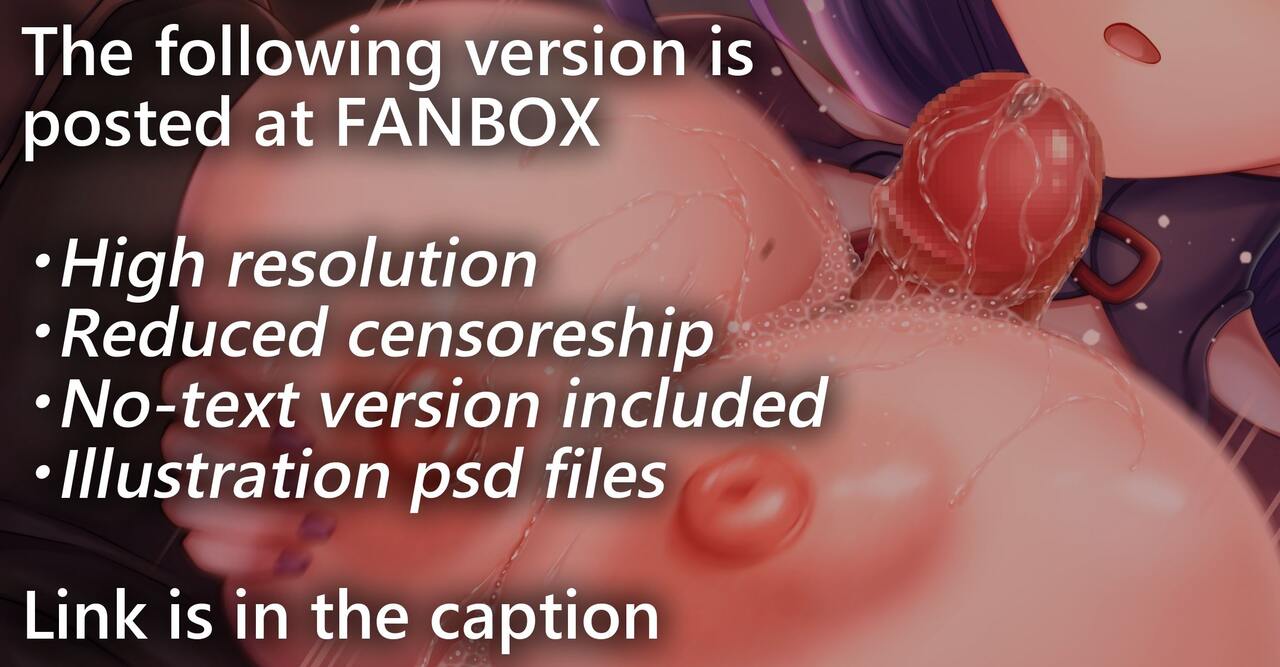 The following version is
posted at FANBOX
・High resolution
・Reduced censoreship
・No-text version included
・Illustration psd files
Link is in the caption